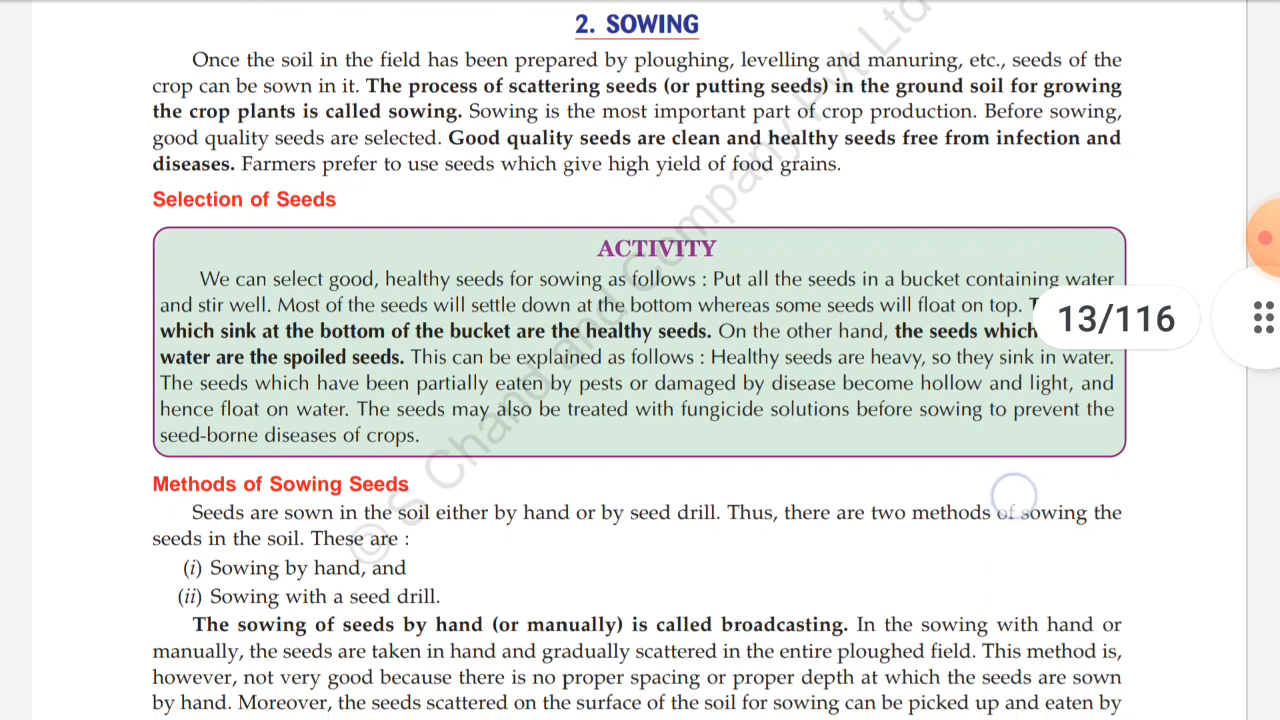 2. SOWING
Once the soil in the field has been prepared by ploughing, levelling and manuring, etc., seeds of the
crop can be sown in it. The process of scattering seeds (or putting seeds) in the ground soil for growing
the crop plants is called sowing. Sowing is the most important part of crop production. Before sowing,
good quality seeds are selected. Good quality seeds are clean and healthy seeds free from infection and
diseases. Farmers prefer to use seeds which give high yield of food grains.
Selection of Seeds
ACTIVITY
We can select good, healthy seeds for sowing as follows : Put all the seeds in a bucket containing water
and stir well. Most of the seeds will settle down at the bottom whereas some seeds will float on top.
which sink at the bottom of the bucket are the healthy seeds. On the other hand, the seeds which
13/116
water are the spoiled seeds. This can be explained as follows : Healthy seeds are heavy, so they sink in water.
The seeds which have been partially eaten by pests or damaged by disease become hollow and light, and
hence float on water. The seeds may also be treated with fungicide solutions before sowing to prevent the
seed-borne diseases of crops.
Methods of Sowing Seeds
Seeds are sown in the soil either by hand or by seed drill. Thus, there are two methods of sowing the
seeds in the soil. These are :
(i) Sowing by hand, and
(ii) Sowing with a seed drill.
The sowing of seeds by hand (or manually) is called broadcasting. In the sowing with hand or
manually, the seeds are taken in hand and gradually scattered in the entire ploughed field. This method is,
however, not very good because there is no proper spacing or proper depth at which the seeds are sown
by hand. Moreover, the seeds scattered on the surface of the soil for sowing can be picked up and eaten by
© S Chand and Company Pvt Ltd